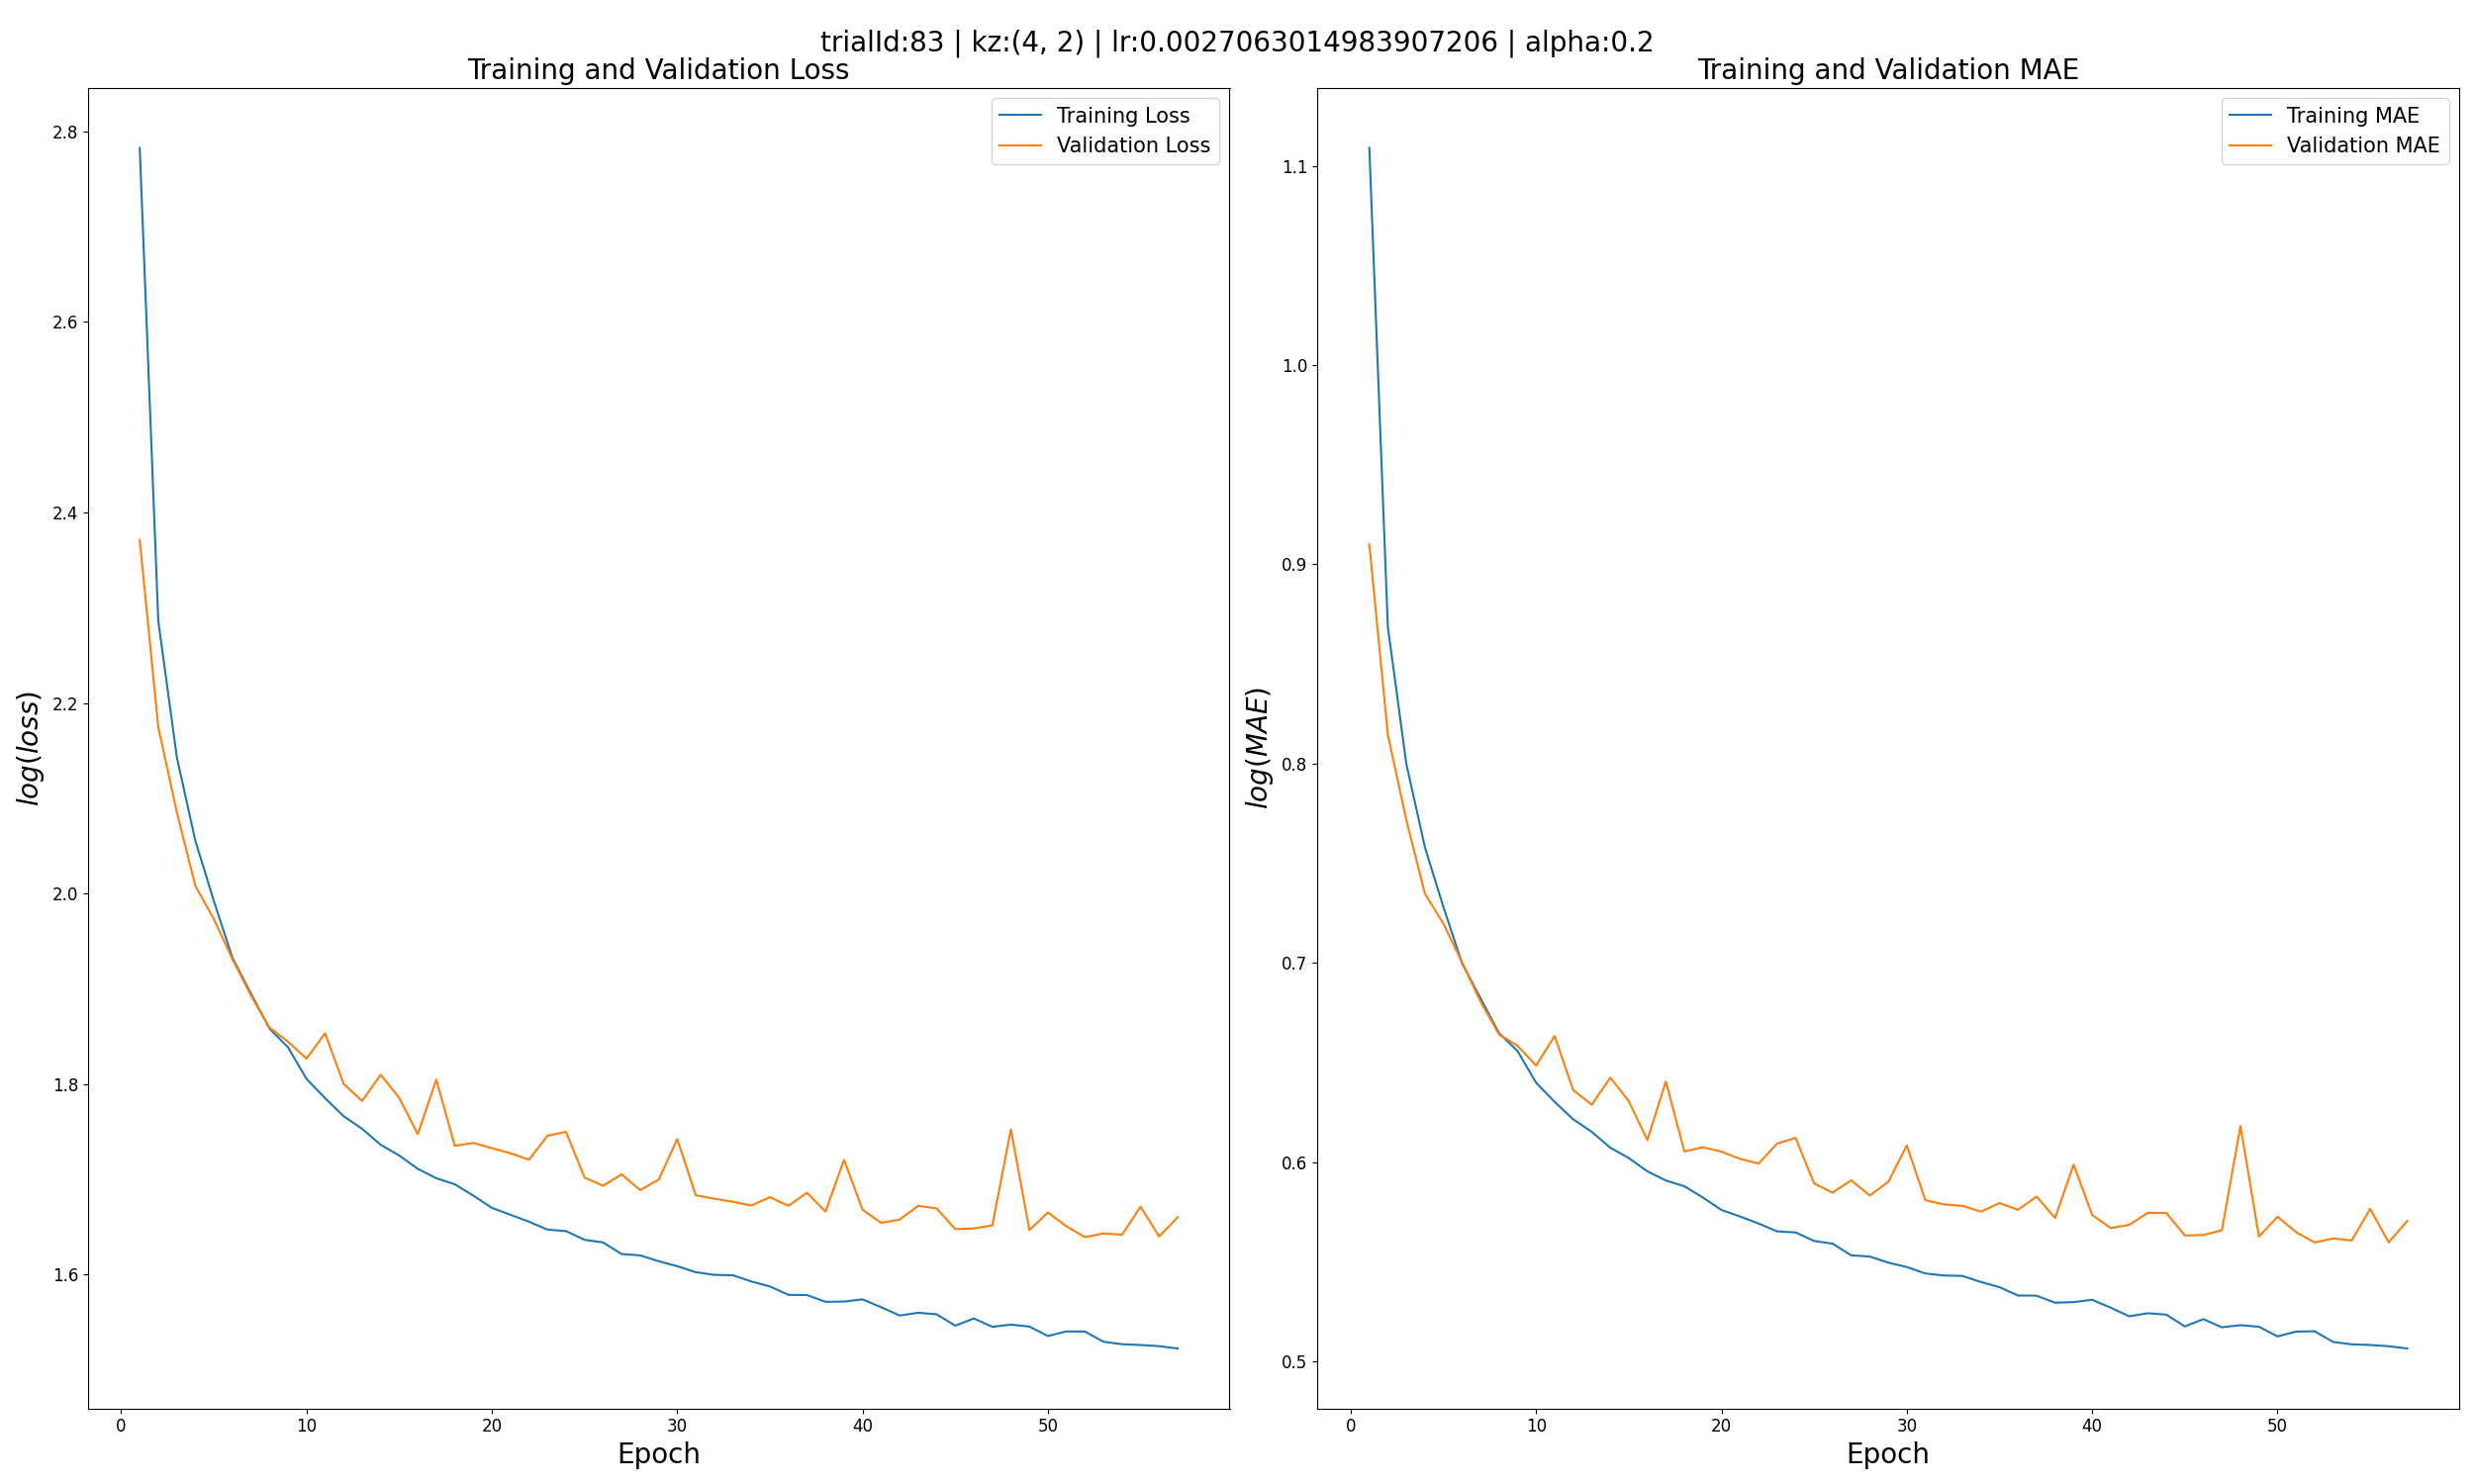 trialId:83 | kz:(4, 2) | lr:0.0027063014983907206 | alpha:0.2
Training and Validation Loss
Training Loss
Validation Loss
2.8
2.6
2.4
2.2
2.0
1.8
1.6
log(loss)
0 10 20 30 40 50
Epoch
Training and Validation MAE
Training MAE
Validation MAE
1.1
1.0
0.9
0.8
0.7
0.6
0.5
log(MAE)
0 10 20 30 40 50
Epoch